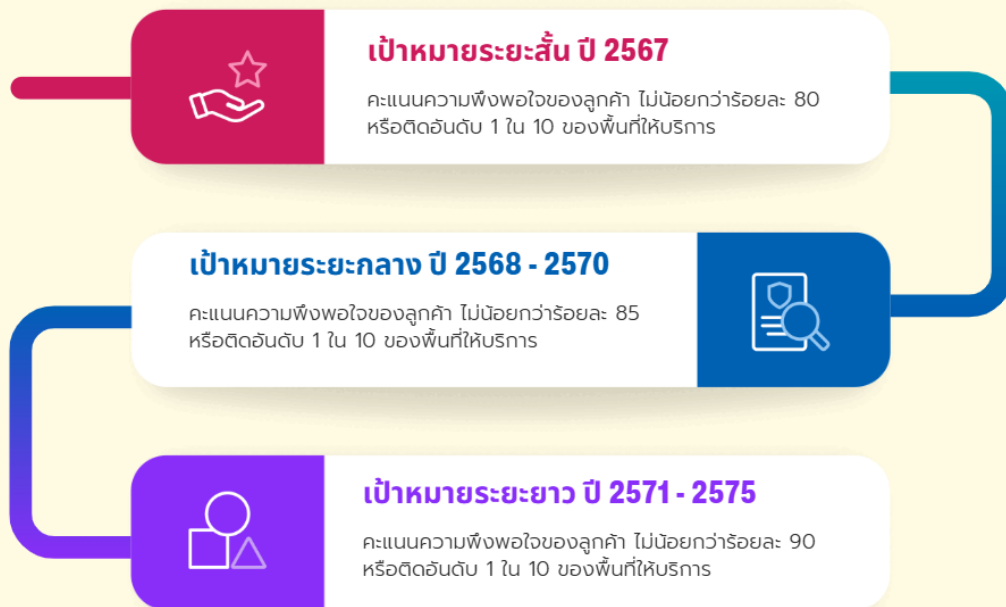 เป้าหมายระยะสั้น ปี 2567
คะแนนความพึงพอใจของลูกค้า ไม่น้อยกว่าร้อยละ 80
หรือติดอันดับ 1 ใน 10 ของพื้นที่ให้บริการ
เป้าหมายระยะกลาง ปี 2568 - 2570
คะแนนความพึงพอใจของลูกค้า ไม่น้อยกว่าร้อยละ 85
หรือติดอันดับ 1 ใน 10 ของพื้นที่ให้บริการ
เป้าหมายระยะยาว ปี 2571 - 2575
คะแนนความพึงพอใจของลูกค้า ไม่น้อยกว่าร้อยละ 90
หรือติดอันดับ 1 ใน 10 ของพื้นที่ให้บริการ